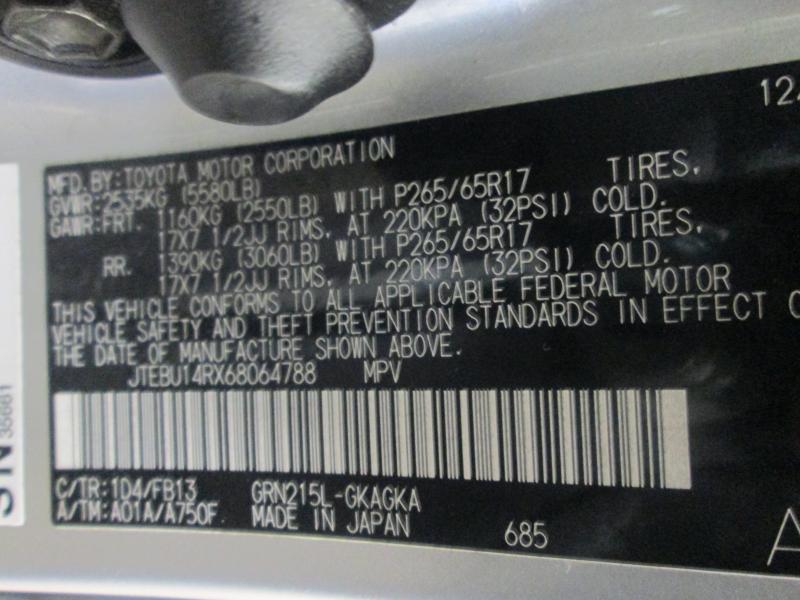 12/
MFD.BY:TOYOTA MOTOR CORPORATION
GVWR:2535KG (5580LB)
GAWR:FRT. 1160KG (2550LB) WITH P265/65R17 TIRES,
17X7 1/2JJ RIMS, AT 220KPA (32PSI) COLD.
RR. 1390KG (3060LB) WITH P265/65R17 TIRES,
17X7 1/2JJ RIMS, AT 220KPA (32PSI) COLD.
THIS VEHICLE CONFORMS TO ALL APPLICABLE FEDERAL MOTOR
VEHICLE SAFETY AND THEFT PREVENTION STANDARDS IN EFFECT O
THE DATE OF MANUFACTURE SHOWN ABOVE.
JTEBU14RX68064788 MPV
C/TR:1D4/FB13 GRN215L-GKAGKA
A/TM:A01A/A750F MADE IN JAPAN 685 A
S/N 35661